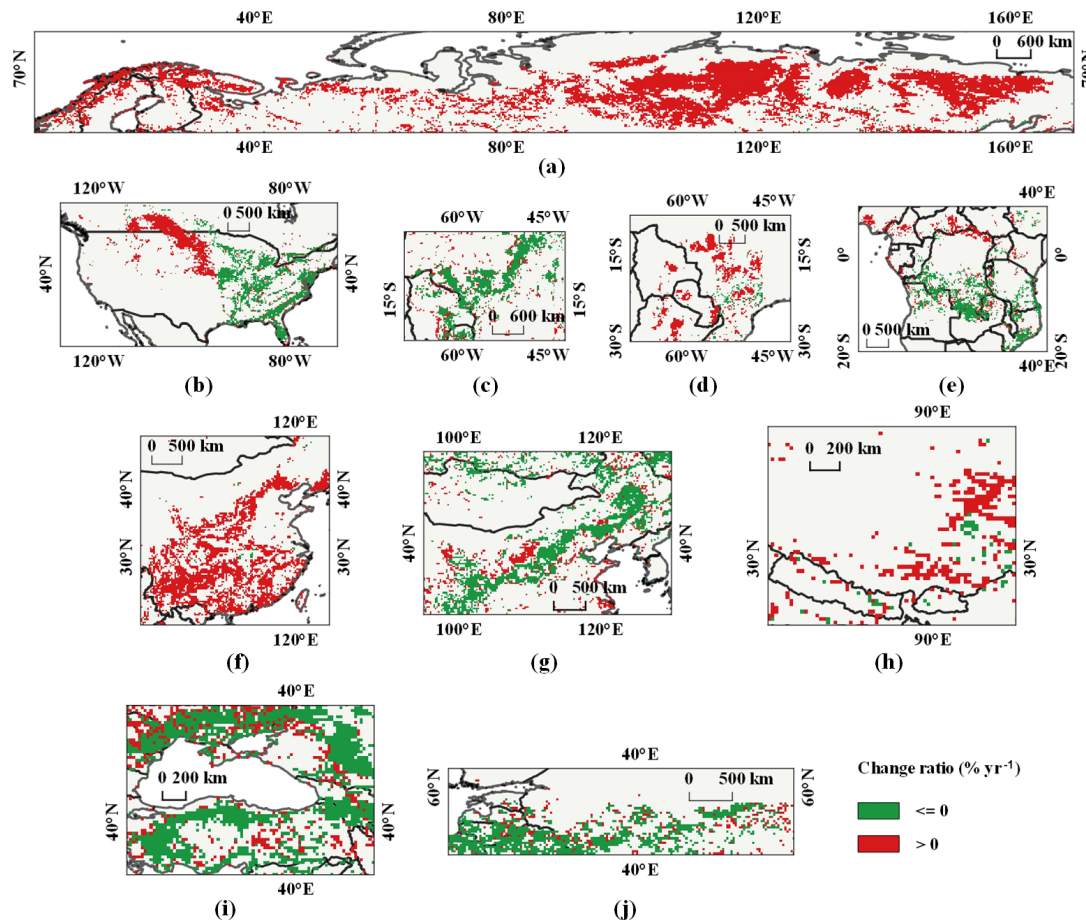 40°E 80°E 120°E 160°E
0 600 km
70°N 70°N
40°E 80°E 120°E 160°E
(a)
120°W 80°W
0 500 km
40°N 40°N
120°W 80°W
(b)
60°W 45°W
15°S 15°S
0 600 km
60°W 45°W
(c)
60°W 45°W
0 500 km
15°S 15°S
30°S 30°S
60°W 45°W
(d)
40°E
0° 0°
0 500 km
20°S 20°S
40°E
(e)
120°E
0 500 km
40°N 40°N
30°N 30°N
120°E
(f)
100°E 120°E
40°N 40°N
0 500 km
100°E 120°E
(g)
90°E
0 200 km
30°N 30°N
90°E
(h)
40°E
0 200 km
40°N 40°N
40°E
(i)
40°E
0 500 km
60°N 60°N
40°E
(j)
Change ratio (% yr⁻¹)
<= 0
> 0